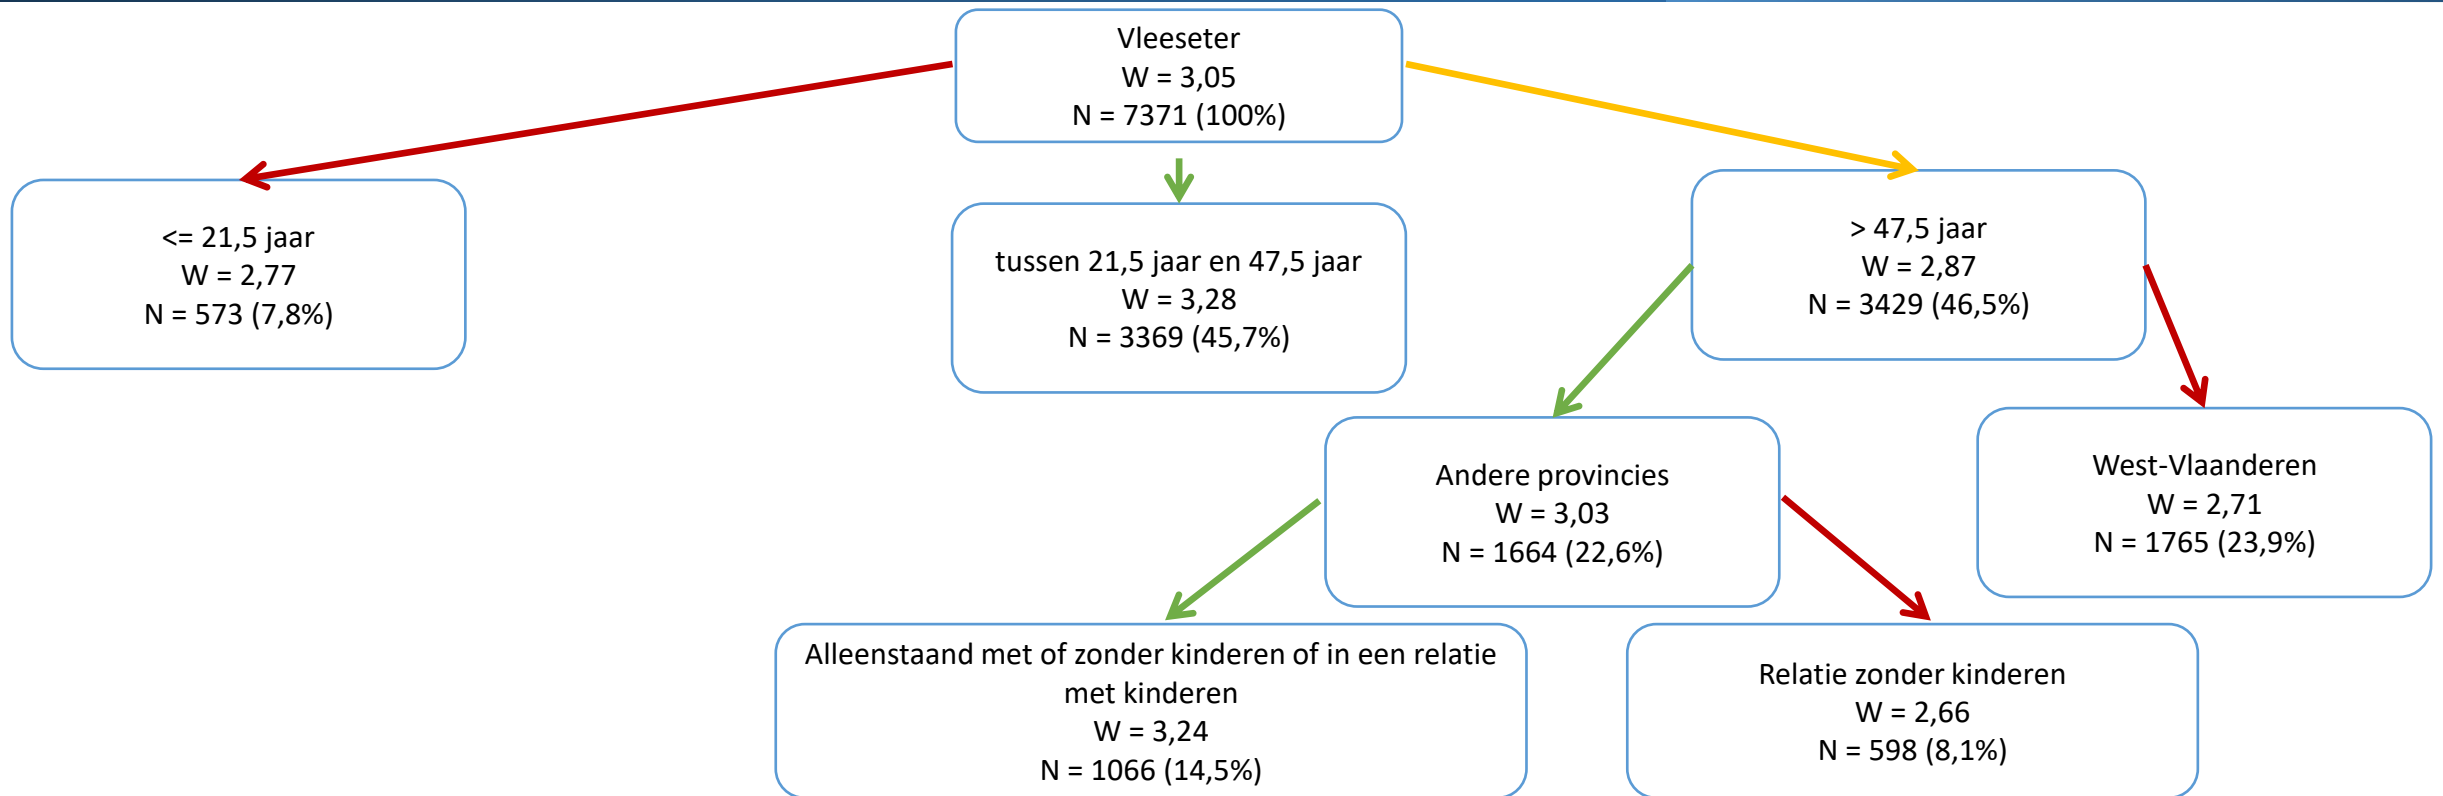 Vleeseter
W = 3,05
N = 7371 (100%)
<= 21,5 jaar
W = 2,77
N = 573 (7,8%)
tussen 21,5 jaar en 47,5 jaar
W = 3,28
N = 3369 (45,7%)
> 47,5 jaar
W = 2,87
N = 3429 (46,5%)
Andere provincies
W = 3,03
N = 1664 (22,6%)
West-Vlaanderen
W = 2,71
N = 1765 (23,9%)
Alleenstaand met of zonder kinderen of in een relatie
met kinderen
W = 3,24
N = 1066 (14,5%)
Relatie zonder kinderen
W = 2,66
N = 598 (8,1%)